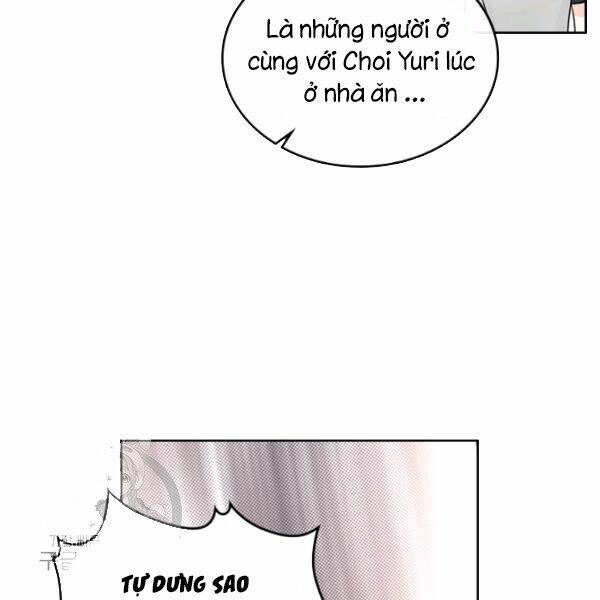 Là những người ở
cùng với Choi Yuri lúc
ở nhà ăn ...
TỰ DƯNG SAO